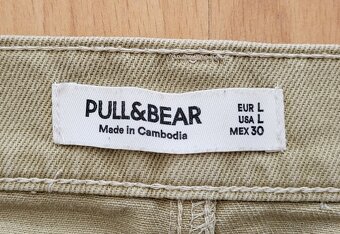 PULL&BEAR
Made in Cambodia
EUR L
USA L
MEX 30